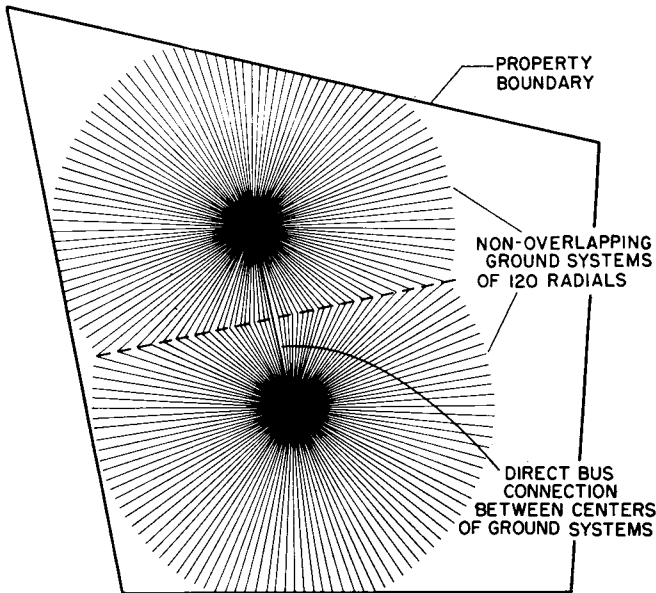 PROPERTY
BOUNDARY
NON-OVERLAPPING
GROUND SYSTEMS
OF 120 RADIALS
DIRECT BUS
CONNECTION
BETWEEN CENTERS
OF GROUND SYSTEMS